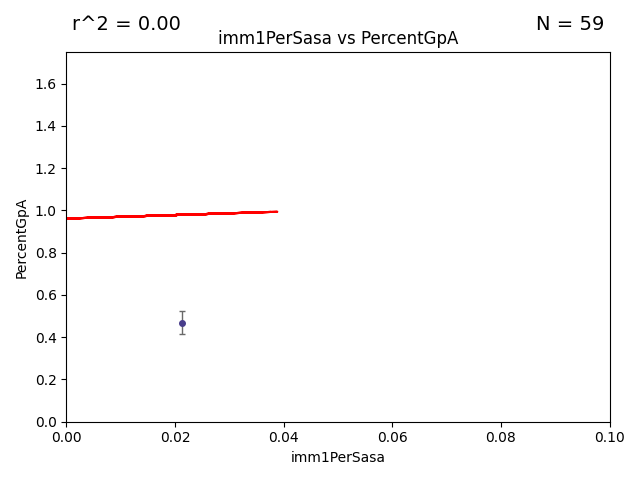 r^2 = 0.00
N = 59
imm1PerSasa vs PercentGpA
1.6
1.4
1.2
1.0
0.8
0.6
0.4
0.2
0.0
PercentGpA
0.00 0.02 0.04 0.06 0.08 0.10
imm1PerSasa